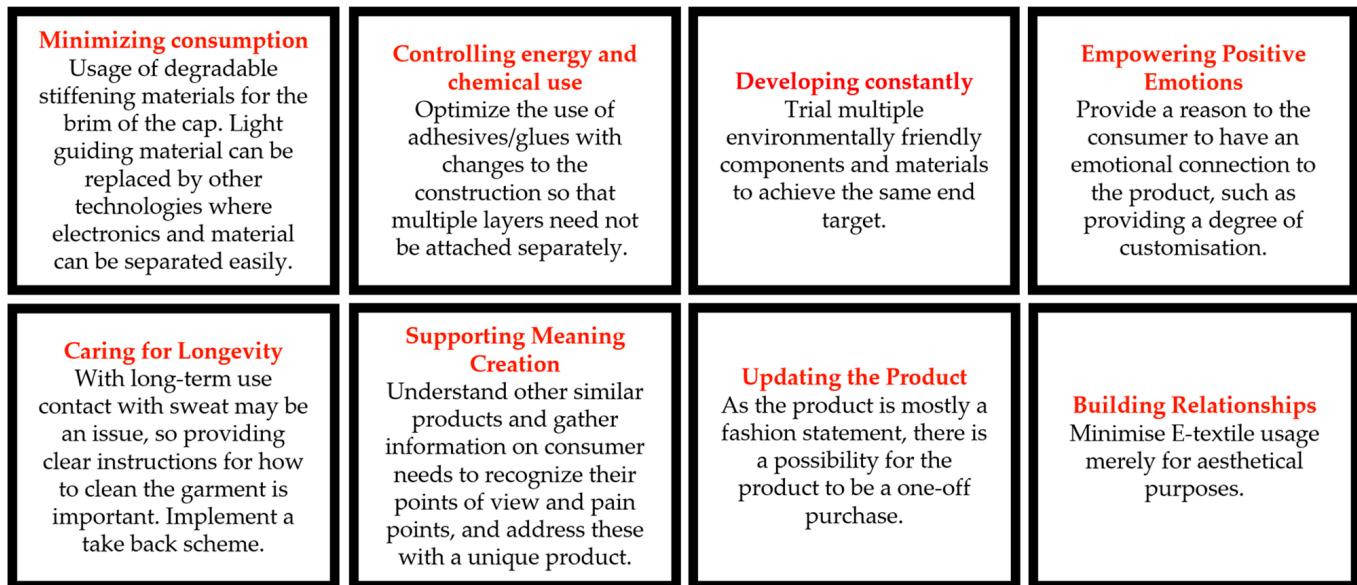 Minimizing consumption
Usage of degradable
stiffening materials for the
brim of the cap. Light
guiding material can be
replaced by other
technologies where
electronics and material
can be separated easily.
Controlling energy and
chemical use
Optimize the use of
adhesives/glues with
changes to the
construction so that
multiple layers need not
be attached separately.
Developing constantly
Trial multiple
environmentally friendly
components and materials
to achieve the same end
target.
Empowering Positive
Emotions
Provide a reason to the
consumer to have an
emotional connection to
the product, such as
providing a degree of
customisation.
Caring for Longevity
With long-term use
contact with sweat may be
an issue, so providing
clear instructions for how
to clean the garment is
important. Implement a
take back scheme.
Supporting Meaning
Creation
Understand other similar
products and gather
information on consumer
needs to recognize their
points of view and pain
points, and address these
with a unique product.
Updating the Product
As the product is mostly a
fashion statement, there is
a possibility for the
product to be a one-off
purchase.
Building Relationships
Minimise E-textile usage
merely for aesthetical
purposes.